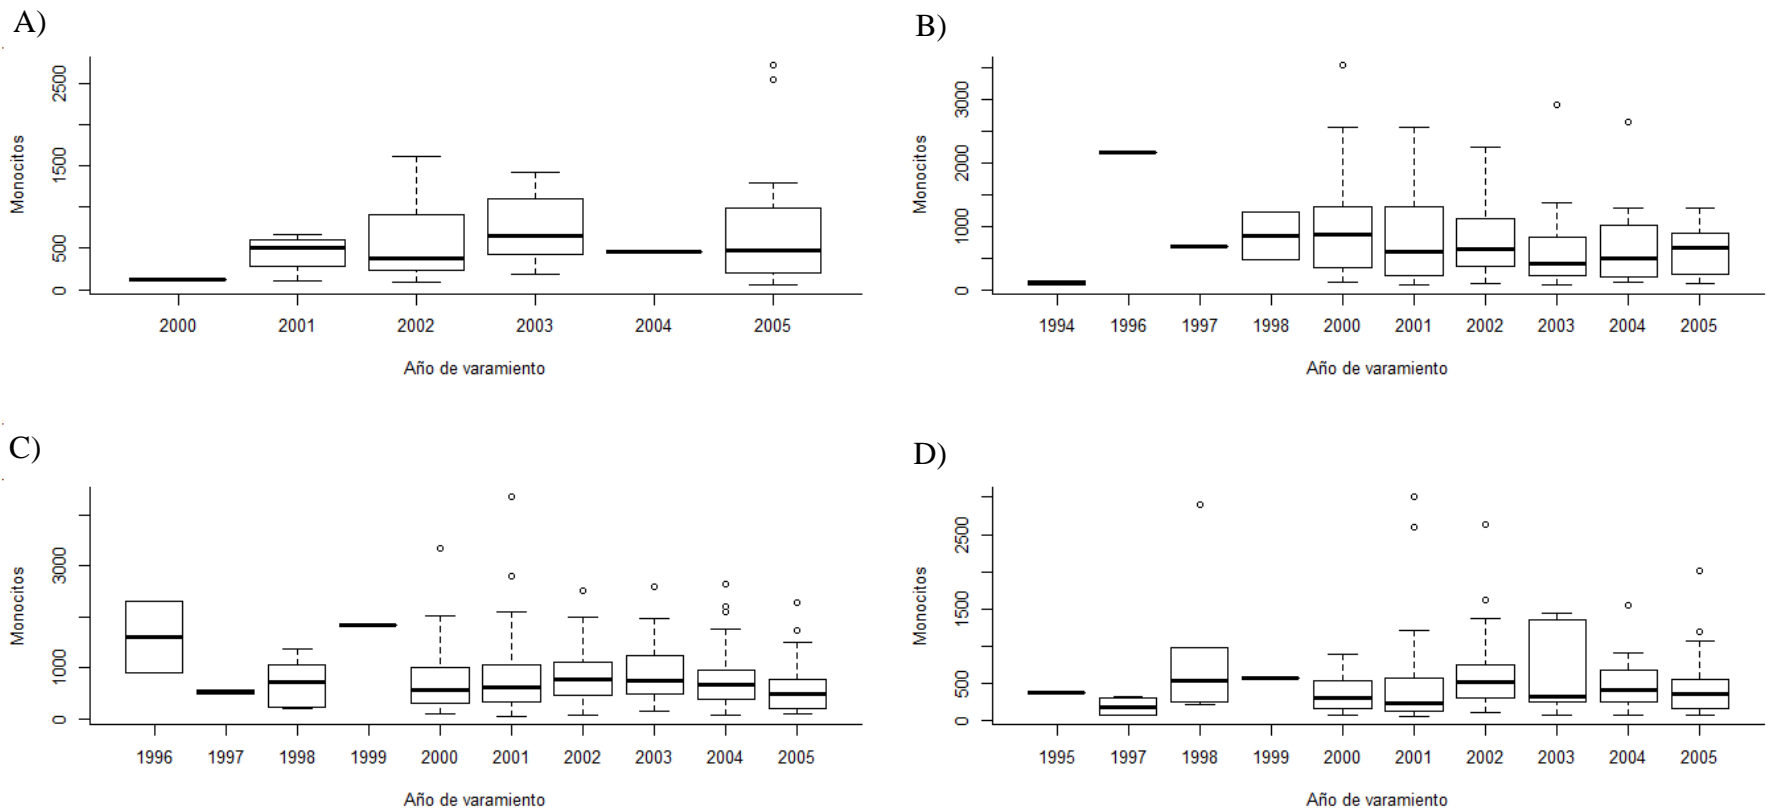 A)
Monocitos
2500
1500
500
0
2000 2001 2002 2003 2004 2005
Año de varamiento
B)
Monocitos
3000
2000
1000
0
1994 1996 1997 1998 2000 2001 2002 2003 2004 2005
Año de varamiento
C)
Monocitos
3000
1000
0
1996 1997 1998 1999 2000 2001 2002 2003 2004 2005
Año de varamiento
D)
Monocitos
2500
1500
500
0
1995 1997 1998 1999 2000 2001 2002 2003 2004 2005
Año de varamiento